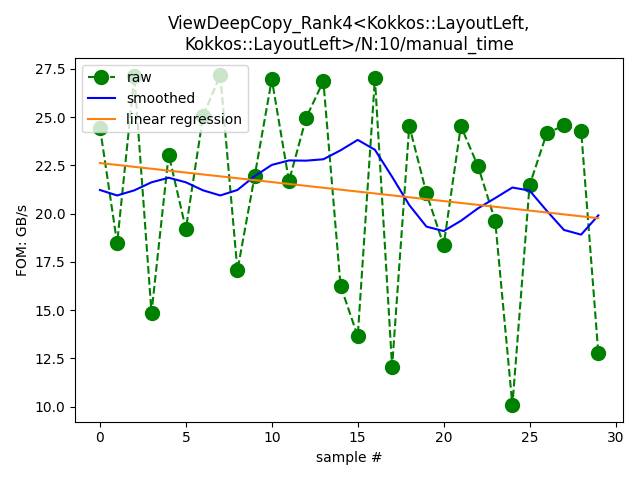 ViewDeepCopy_Rank4<Kokkos::LayoutLeft,
Kokkos::LayoutLeft>/N:10/manual_time
raw
smoothed
linear regression
FOM: GB/s
27.5
25.0
22.5
20.0
17.5
15.0
12.5
10.0
0
5
10
15
20
25
30
sample #